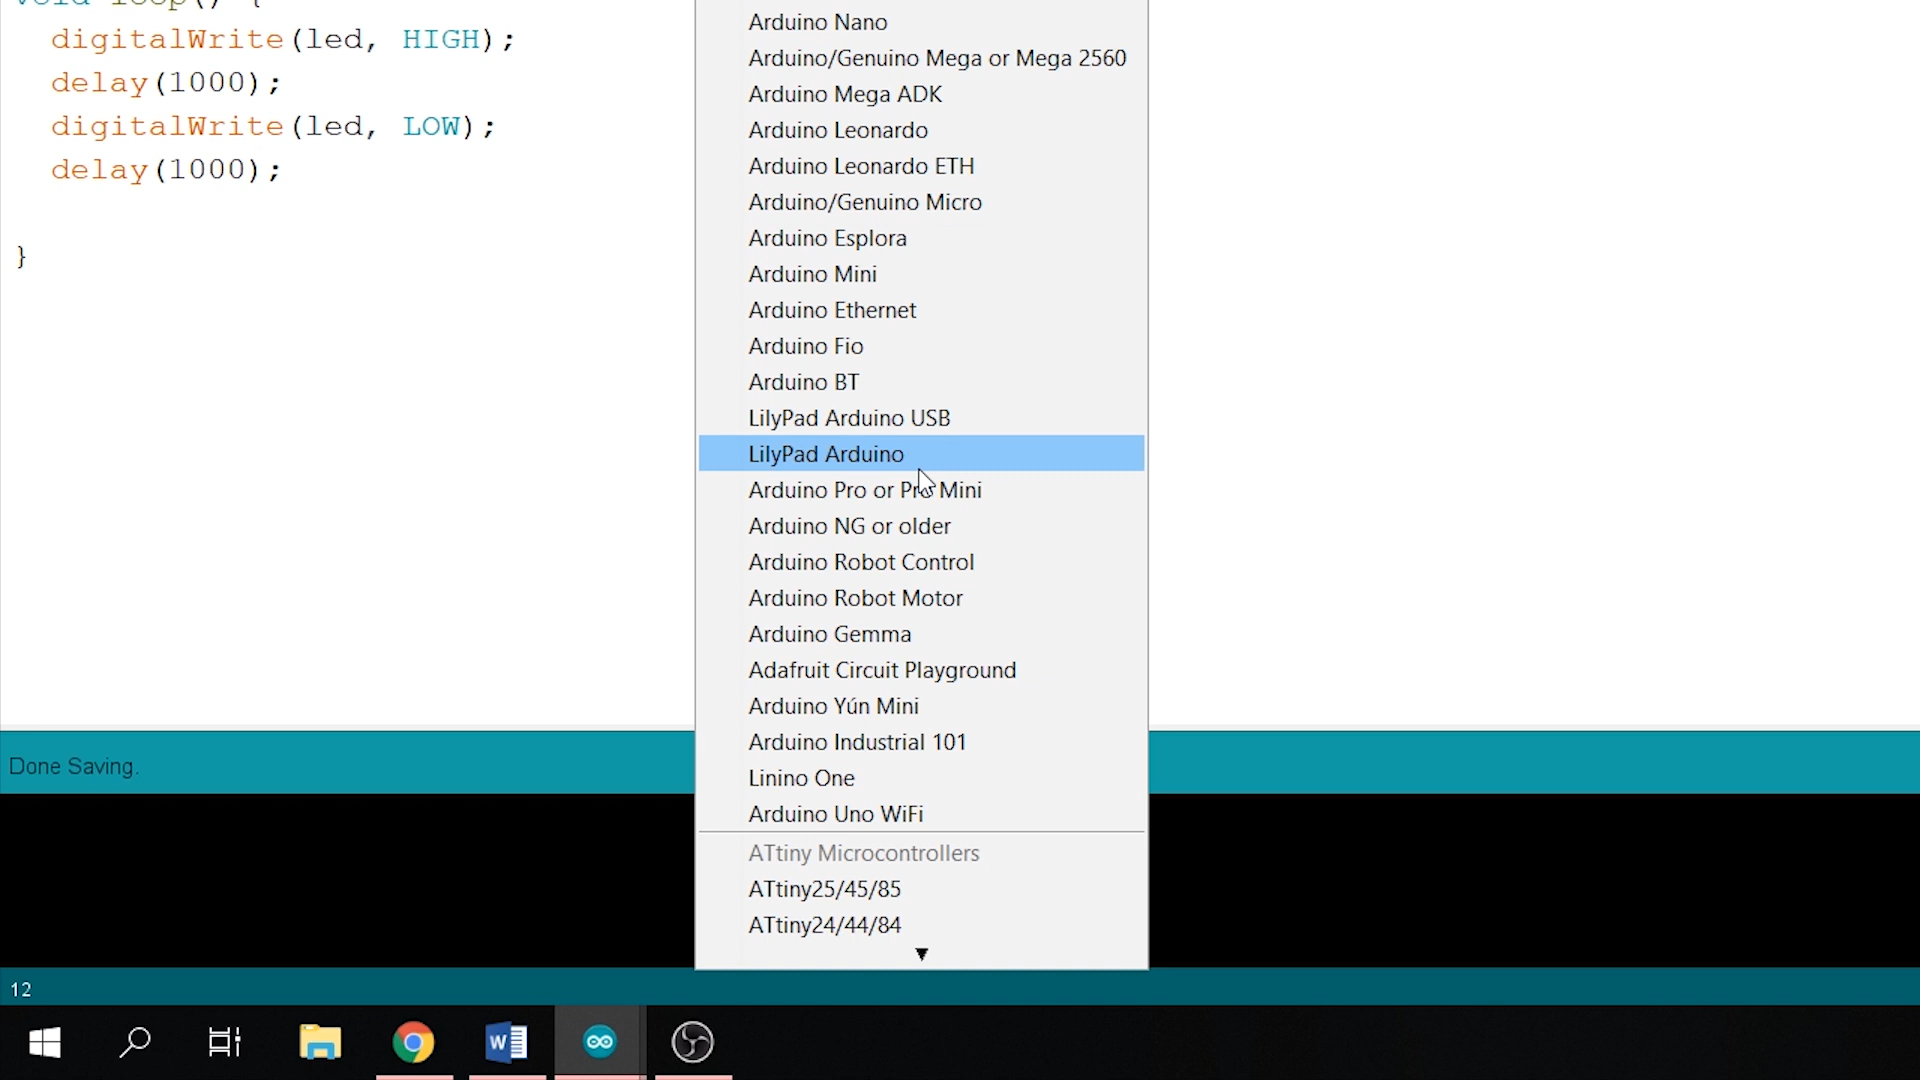 void loop() {
digitalWrite(led, HIGH);
delay(1000);
digitalWrite(led, LOW);
delay(1000);
}
Arduino Nano
Arduino/Genuino Mega or Mega 2560
Arduino Mega ADK
Arduino Leonardo
Arduino Leonardo ETH
Arduino/Genuino Micro
Arduino Esplora
Arduino Mini
Arduino Ethernet
Arduino Fio
Arduino BT
LilyPad Arduino USB
LilyPad Arduino
Arduino Pro or Pro Mini
Arduino NG or older
Arduino Robot Control
Arduino Robot Motor
Arduino Gemma
Adafruit Circuit Playground
Arduino Yún Mini
Arduino Industrial 101
Linino One
Arduino Uno WiFi
ATtiny Microcontrollers
ATtiny25/45/85
ATtiny24/44/84
Done Saving.
12
W